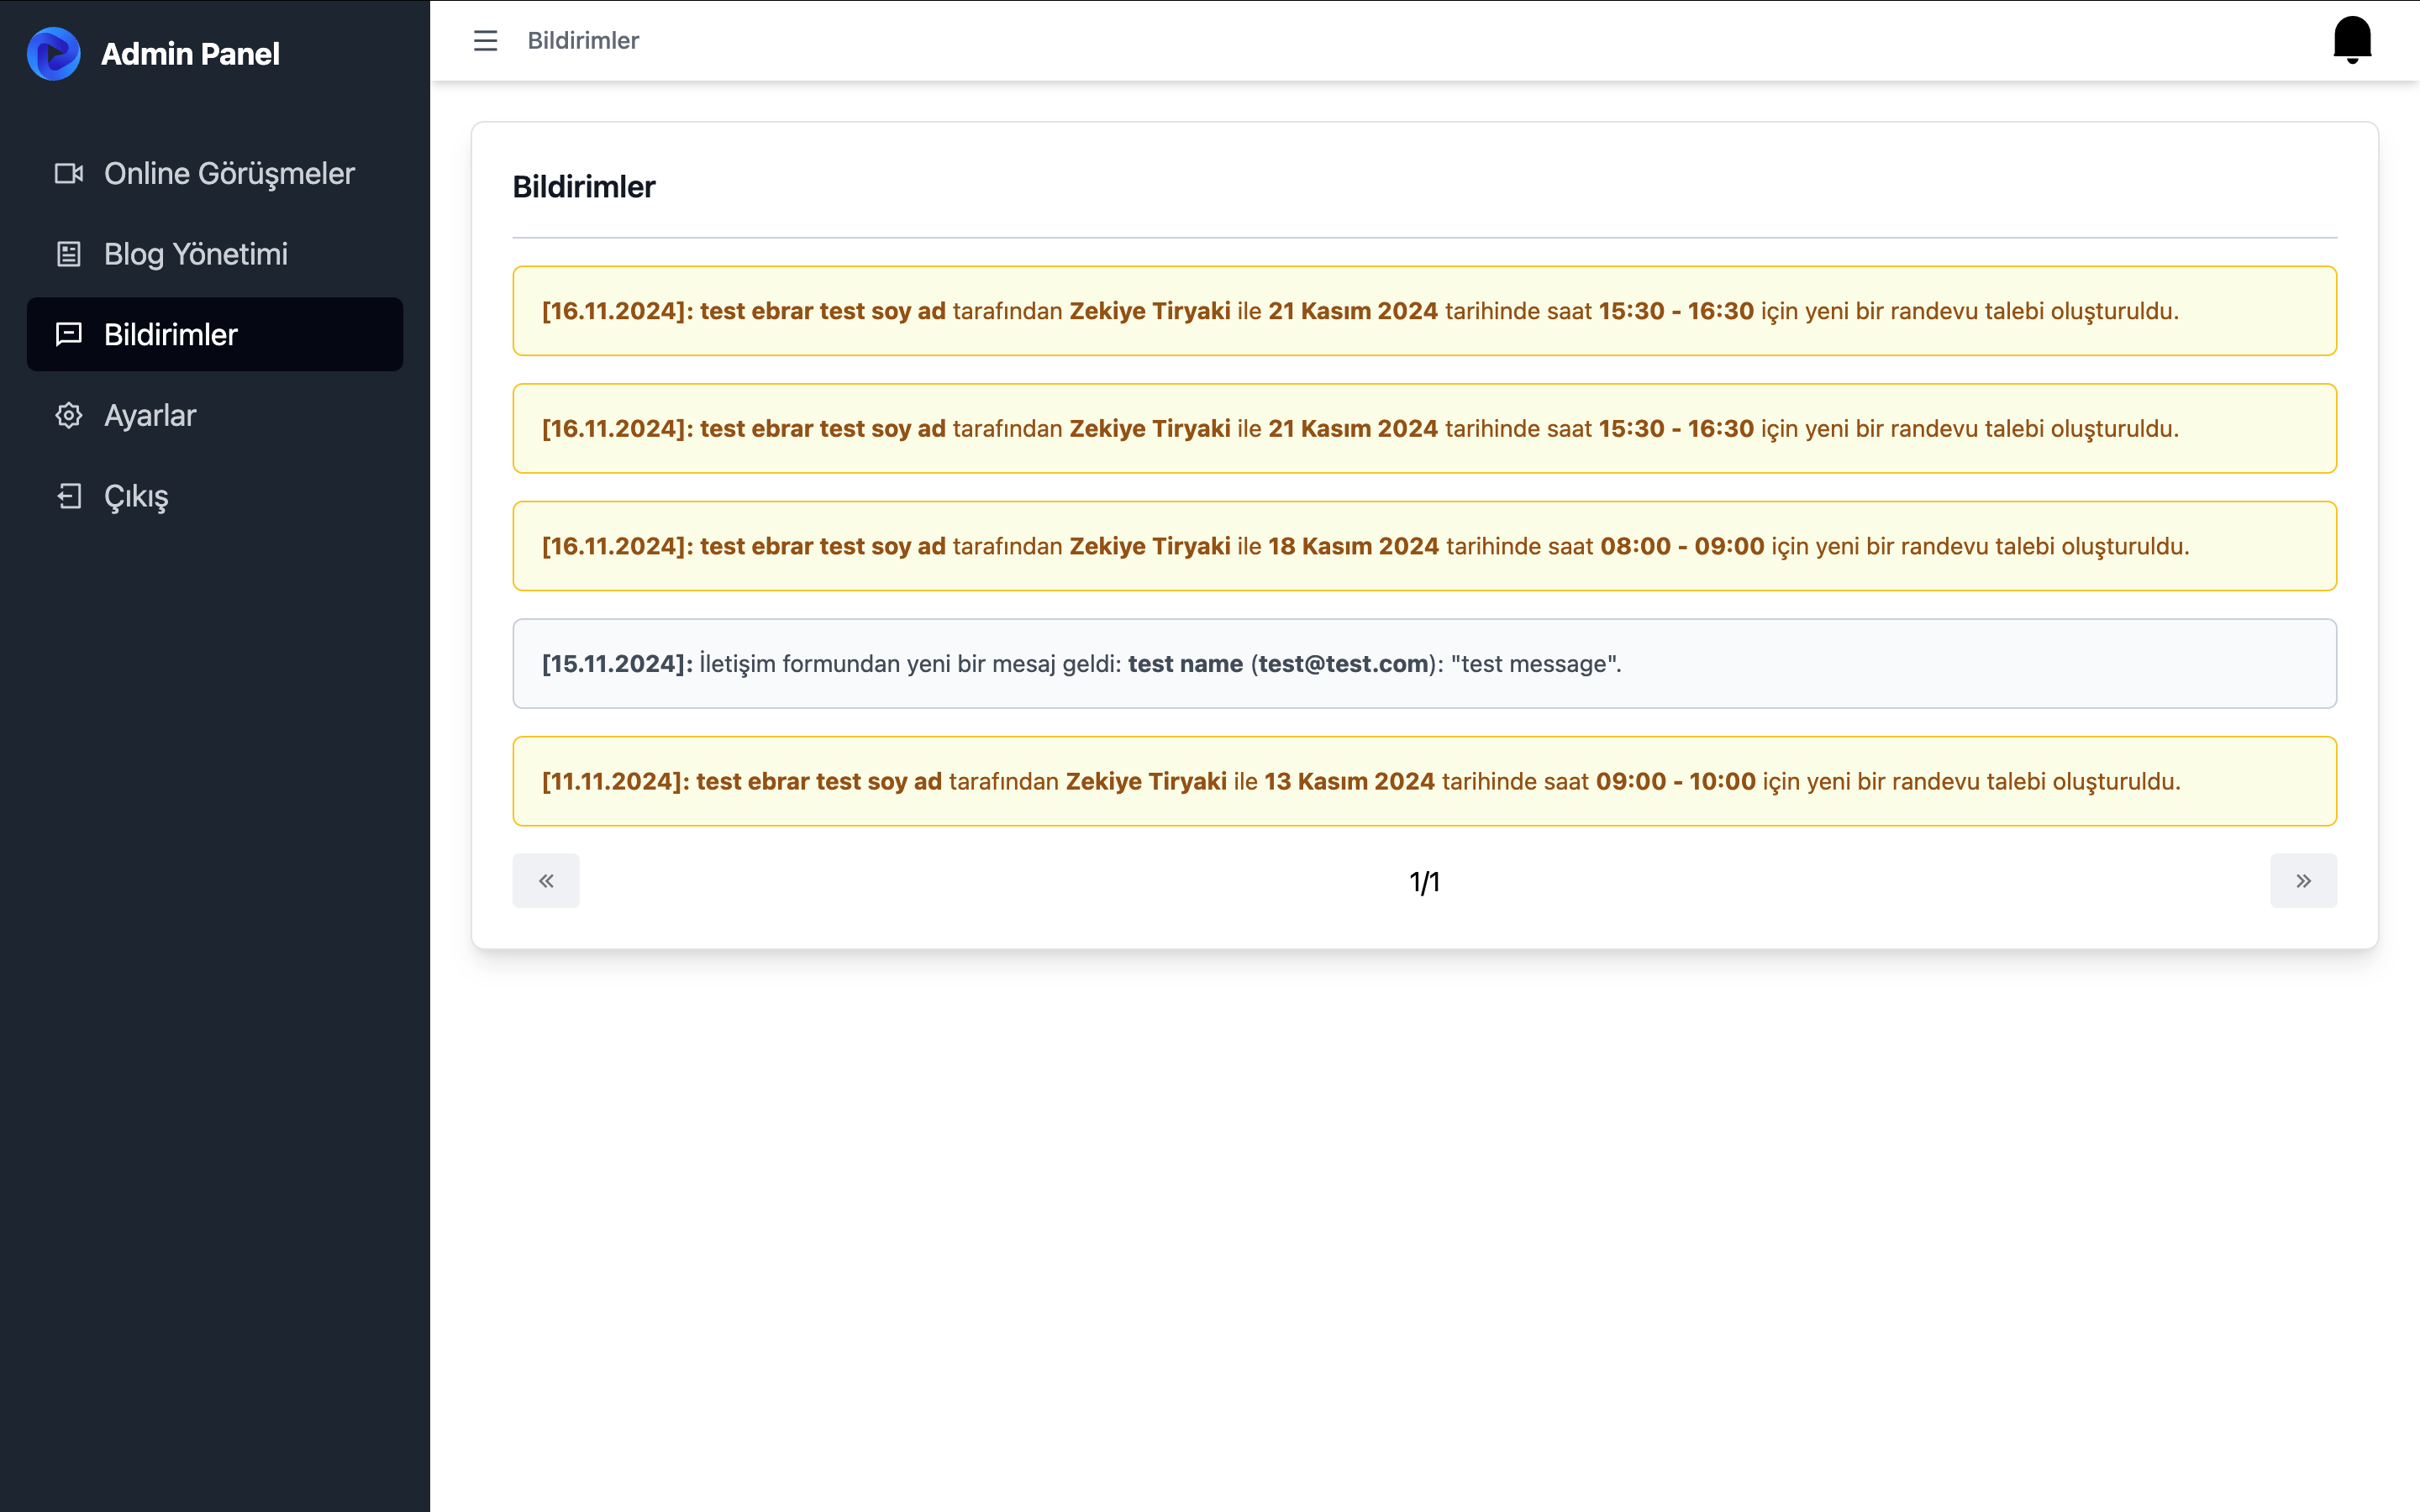 Admin Panel
Online Görüşmeler
Blog Yönetimi
Bildirimler
Ayarlar
Çıkış
Bildirimler
Bildirimler
[16.11.2024]: test ebrar test soy ad tarafından Zekiye Tiryaki ile 21 Kasım 2024 tarihinde saat 15:30 - 16:30 için yeni bir randevu talebi oluşturuldu.
[16.11.2024]: test ebrar test soy ad tarafından Zekiye Tiryaki ile 21 Kasım 2024 tarihinde saat 15:30 - 16:30 için yeni bir randevu talebi oluşturuldu.
[16.11.2024]: test ebrar test soy ad tarafından Zekiye Tiryaki ile 18 Kasım 2024 tarihinde saat 08:00 - 09:00 için yeni bir randevu talebi oluşturuldu.
[15.11.2024]: İletişim formundan yeni bir mesaj geldi: test name (test@test.com): "test message".
[11.11.2024]: test ebrar test soy ad tarafından Zekiye Tiryaki ile 13 Kasım 2024 tarihinde saat 09:00 - 10:00 için yeni bir randevu talebi oluşturuldu.
« 1/1 »